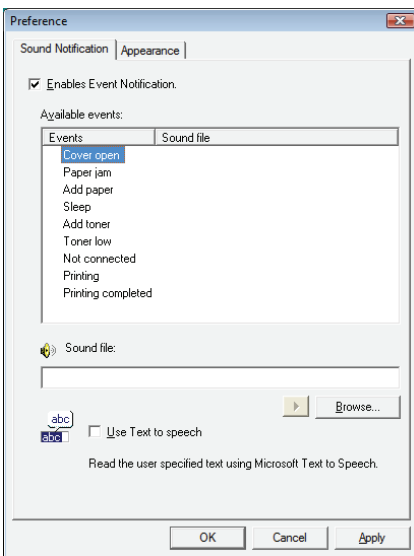 Preference
Sound Notification Appearance
Enables Event Notification.
Available events:
Events Sound file
Cover open
Paper jam
Add paper
Sleep
Add toner
Toner low
Not connected
Printing
Printing completed
Sound file:
Browse...
abc
abc
Use Text to speech
Read the user specified text using Microsoft Text to Speech.
OK Cancel Apply